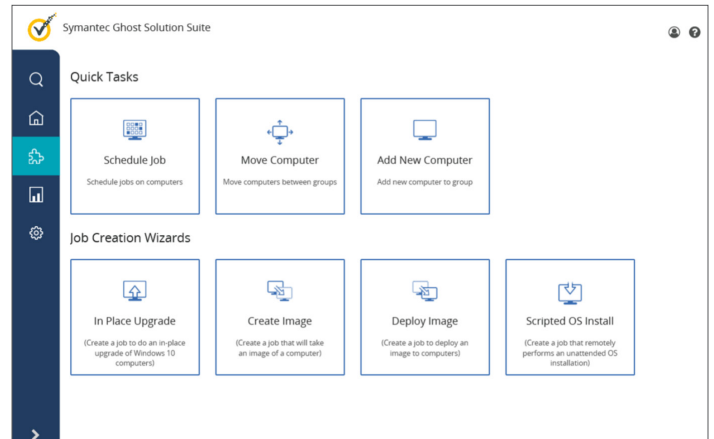 Symantec Ghost Solution Suite
Quick Tasks
Schedule Job
Schedule jobs on computers
Move Computer
Move computers between groups
Add New Computer
Add new computer to group
Job Creation Wizards
In Place Upgrade
(Create a job to do an in-place
upgrade of Windows 10
computers)
Create Image
(Create a job that will take
an image of a computer)
Deploy Image
(Create a job to deploy an
image to computers)
Scripted OS Install
(Create a job that remotely
performs an unattended OS
installation)